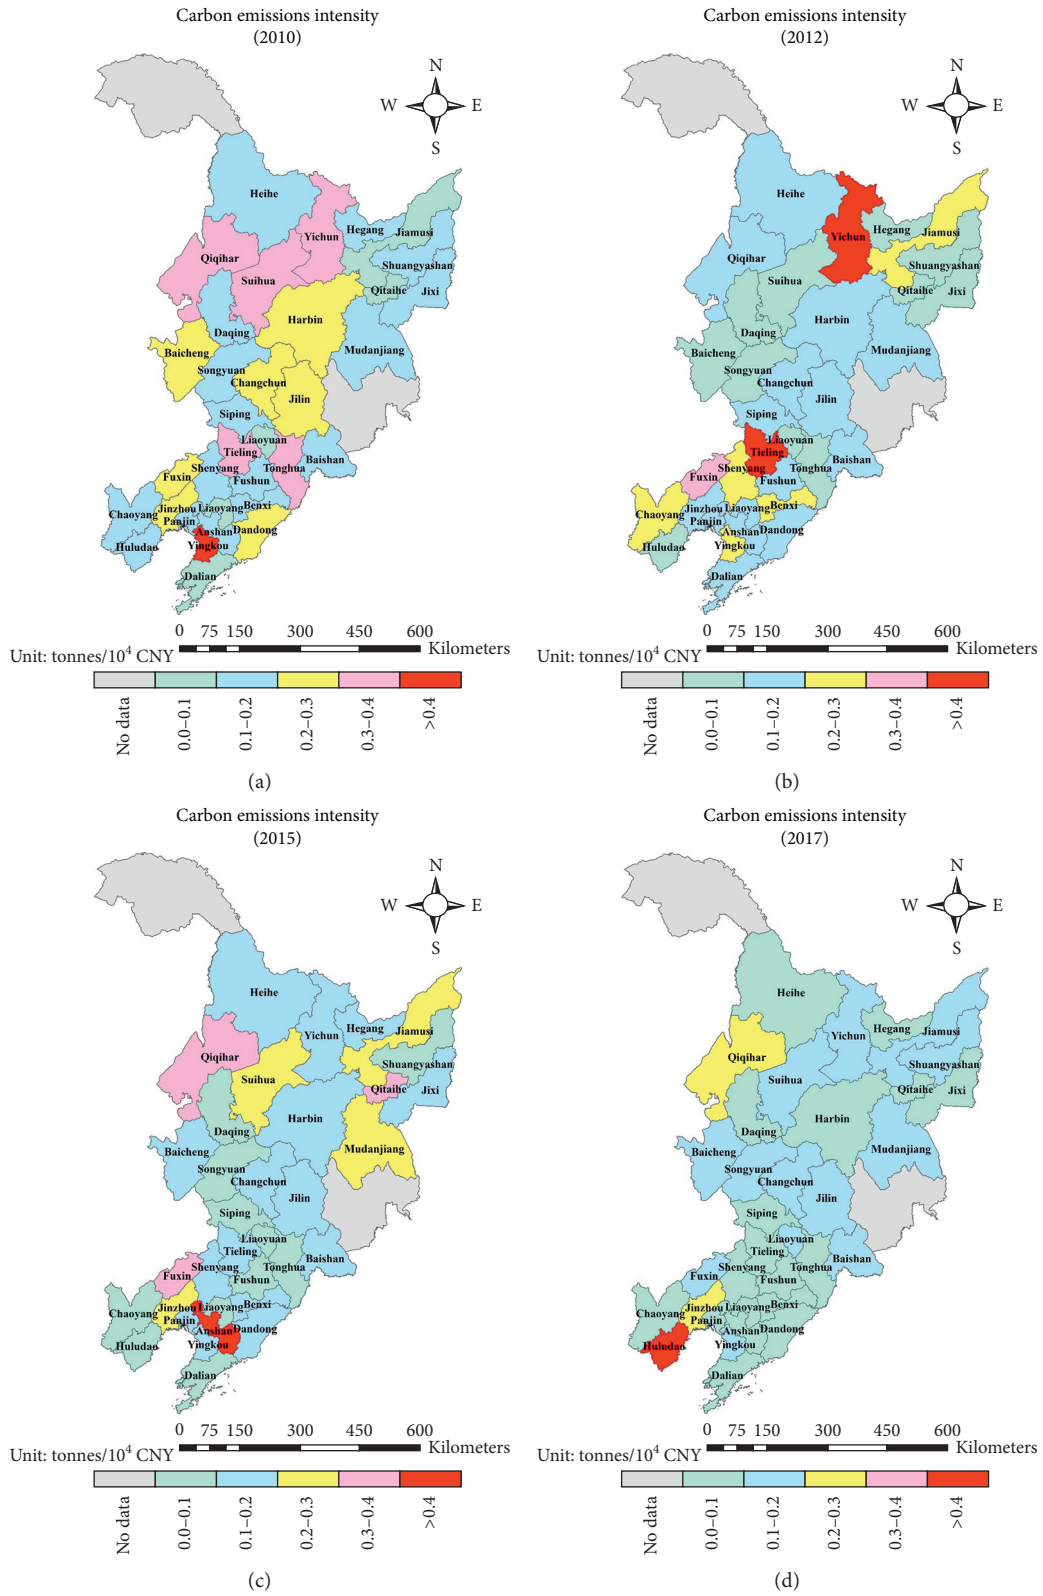 Carbon emissions intensity
(2010)
N
W E
S
Heihe
Yichun
Hegang
Jiamusi
Qiqihar
Suihua
Shuangyashan
Qitaihe
Jixi
Harbin
Daqing
Mudanjiang
Baicheng
Songyuan
Changchun
Jilin
Siping
Liaoyuan
Tieling
Shenyang
Tonghua
Baishan
Fuxin
Fushun
Chaoyang
Jinzhou
Liaoyang
Benxi
Panjin
Anshan
Dandong
Huludao
Yingkou
Dalian
0 75 150 300 450 600
Kilometers
Unit: tonnes/10⁴ CNY
No data
0.0–0.1
0.1–0.2
0.2–0.3
0.3–0.4
>0.4
(a)
Carbon emissions intensity
(2012)
N
W E
S
Heihe
Yichun
Hegang
Jiamusi
Qiqihar
Suihua
Shuangyashan
Qitaihe
Jixi
Harbin
Daqing
Mudanjiang
Baicheng
Songyuan
Changchun
Jilin
Siping
Liaoyuan
Tieling
Shenyang
Tonghua
Baishan
Fuxin
Fushun
Chaoyang
Jinzhou
Liaoyang
Benxi
Panjin
Anshan
Dandong
Huludao
Yingkou
Dalian
0 75 150 300 450 600
Kilometers
Unit: tonnes/10⁴ CNY
No data
0.0–0.1
0.1–0.2
0.2–0.3
0.3–0.4
>0.4
(b)
Carbon emissions intensity
(2015)
N
W E
S
Heihe
Yichun
Hegang
Jiamusi
Qiqihar
Suihua
Shuangyashan
Qitaihe
Jixi
Harbin
Daqing
Mudanjiang
Baicheng
Songyuan
Changchun
Jilin
Siping
Liaoyuan
Tieling
Shenyang
Tonghua
Baishan
Fuxin
Fushun
Chaoyang
Jinzhou
Liaoyang
Benxi
Panjin
Anshan
Dandong
Huludao
Yingkou
Dalian
0 75 150 300 450 600
Kilometers
Unit: tonnes/10⁴ CNY
No data
0.0–0.1
0.1–0.2
0.2–0.3
0.3–0.4
>0.4
(c)
Carbon emissions intensity
(2017)
N
W E
S
Heihe
Yichun
Hegang
Jiamusi
Qiqihar
Suihua
Shuangyashan
Qitaihe
Jixi
Harbin
Daqing
Mudanjiang
Baicheng
Songyuan
Changchun
Jilin
Siping
Liaoyuan
Tieling
Shenyang
Tonghua
Baishan
Fuxin
Fushun
Chaoyang
Jinzhou
Liaoyang
Benxi
Panjin
Anshan
Dandong
Huludao
Yingkou
Dalian
0 75 150 300 450 600
Kilometers
Unit: tonnes/10⁴ CNY
No data
0.0–0.1
0.1–0.2
0.2–0.3
0.3–0.4
>0.4
(d)